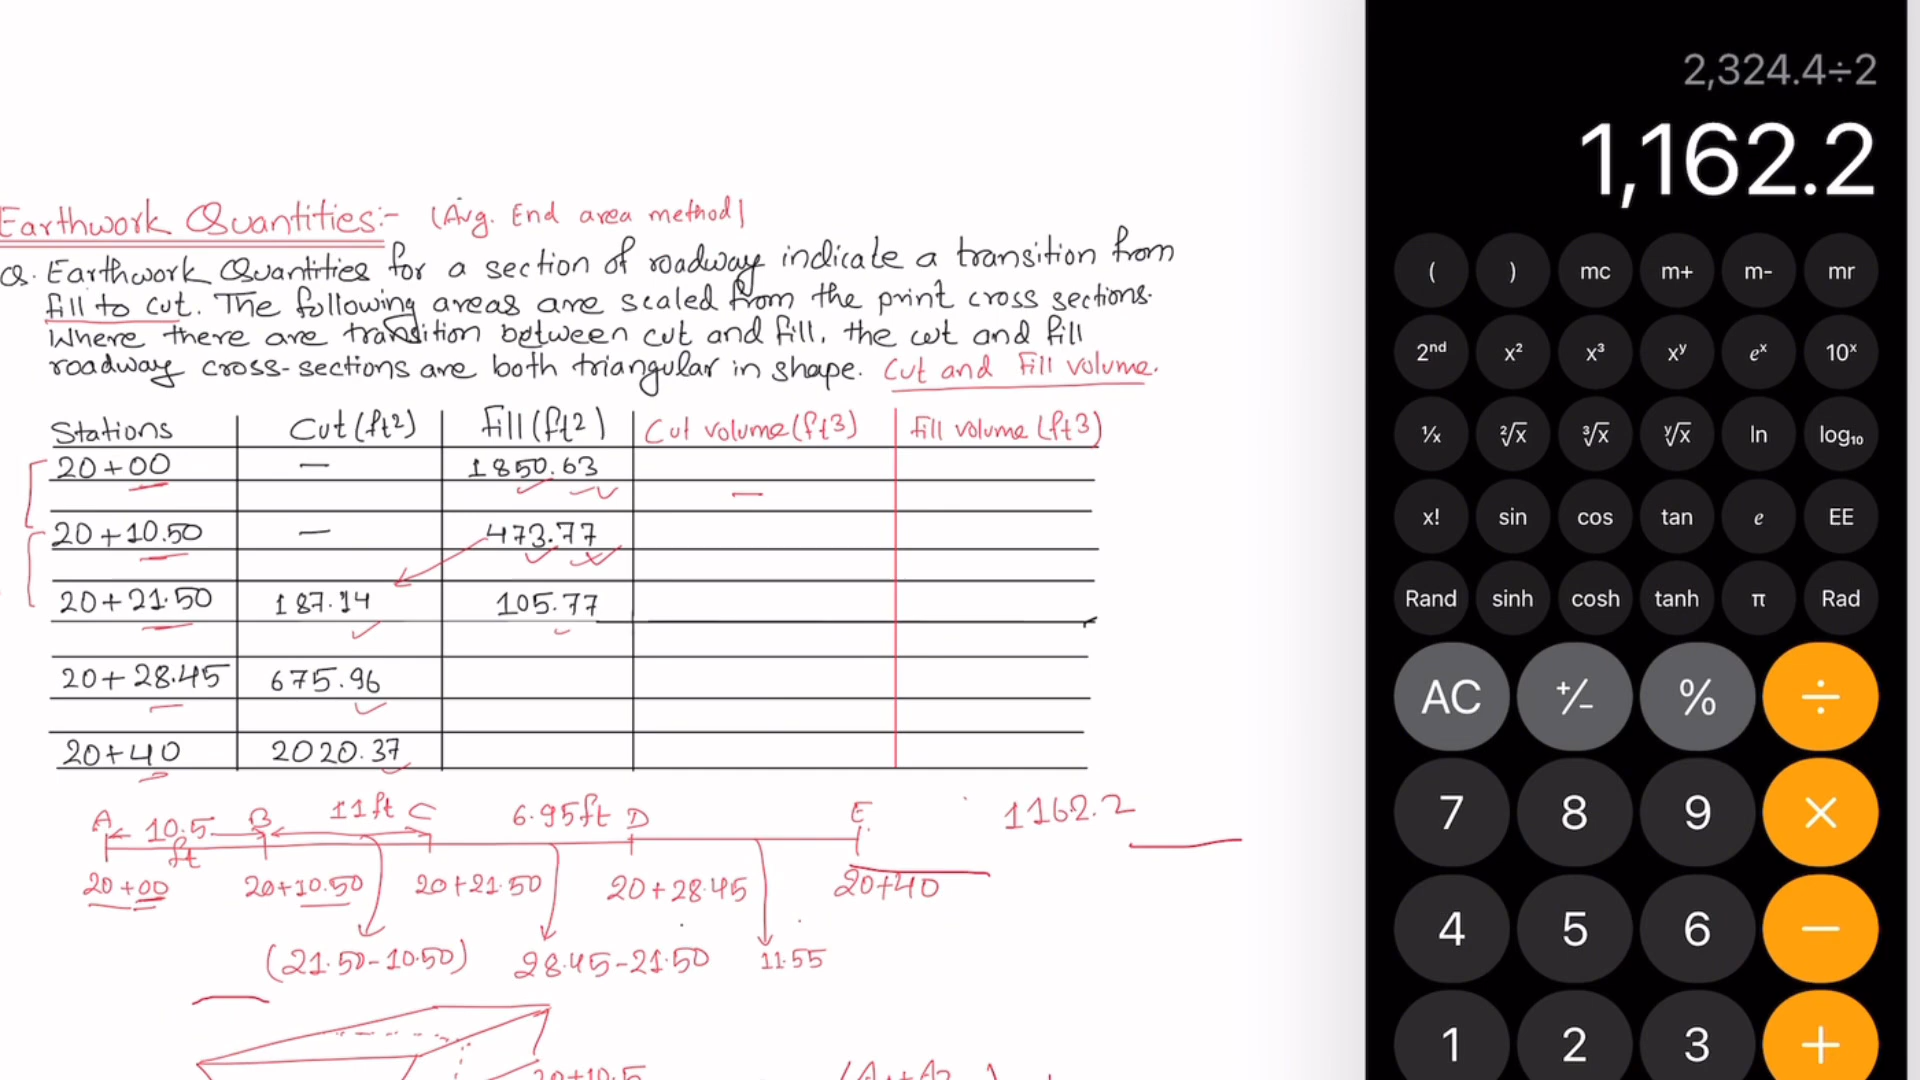 Earthwork Quantities:- (Avg. End area method)
Q. Earthwork Quantities for a section of roadway indicate a transition from
fill to cut. The following areas are scaled from the print cross sections.
Where there are transition between cut and fill, the cut and fill
roadway cross-sections are both triangular in shape. Cut and Fill volume.
Stations Cut (ft2) Fill (ft2) Cut volume (ft3) fill volume (ft3)
20+00 — 1850.63
—
20+10.50 — 473.77
20+21.50 187.14 105.77
20+28.45 675.96
20+40 2020.37
A 10.5 ft B 11ft C 6.95ft D E 1162.2
20+00 20+10.50 20+21.50 20+28.45 20+40
(21.50-10.50) 28.45-21.50 11.55
20+10.5
2,324.4÷2
1,162.2
( ) mc m+ m- mr
2nd x² x³ xʸ eˣ 10ˣ
¹/x ²√x ³√x ʸ√x ln log₁₀
x! sin cos tan e EE
Rand sinh cosh tanh π Rad
AC +/- % ÷
7 8 9 ×
4 5 6 −
1 2 3 +